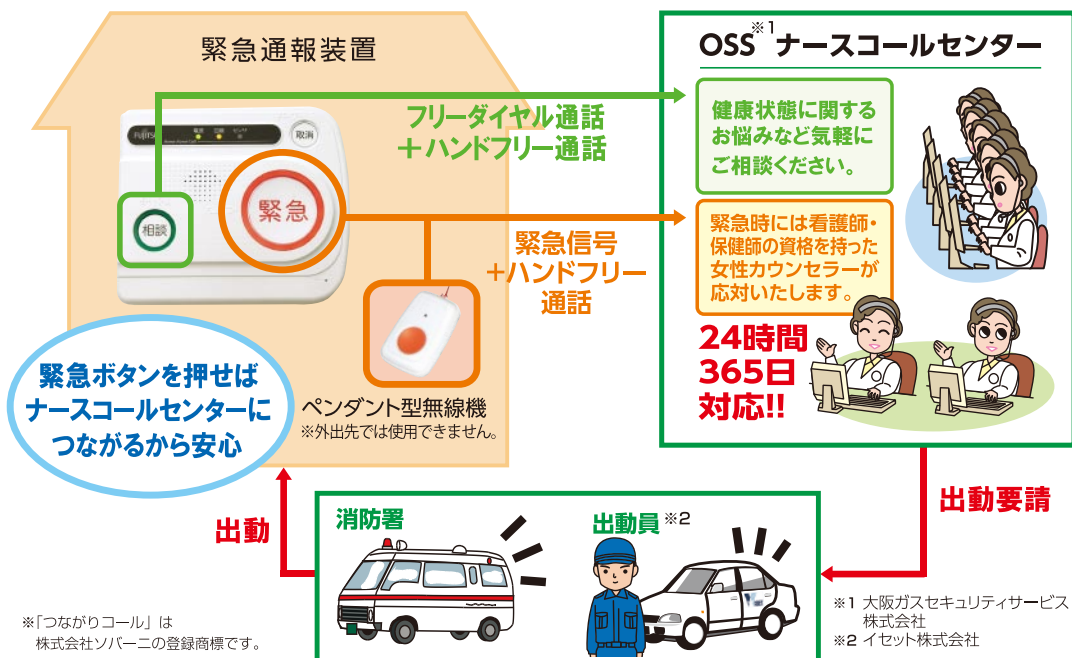 緊急通報装置
FUJITSU
電源
取消
相談
緊急
フリーダイヤル通話
＋ハンドフリー通話
緊急信号
＋ハンドフリー
通話
ペンダント型無線機
※外出先では使用できません。
緊急ボタンを押せば
ナースコールセンターに
つながるから安心
OSS※1ナースコールセンター
健康状態に関する
お悩みなど気軽に
ご相談ください。
緊急時には看護師・
保健師の資格を持った
女性カウンセラーが
応対いたします。
24時間
365日
対応!!
出動要請
消防署
出動員※2
出動
※「つながりコール」は
株式会社ソバーニの登録商標です。
※1 大阪ガスセキュリティサービス
株式会社
※2 イセット株式会社